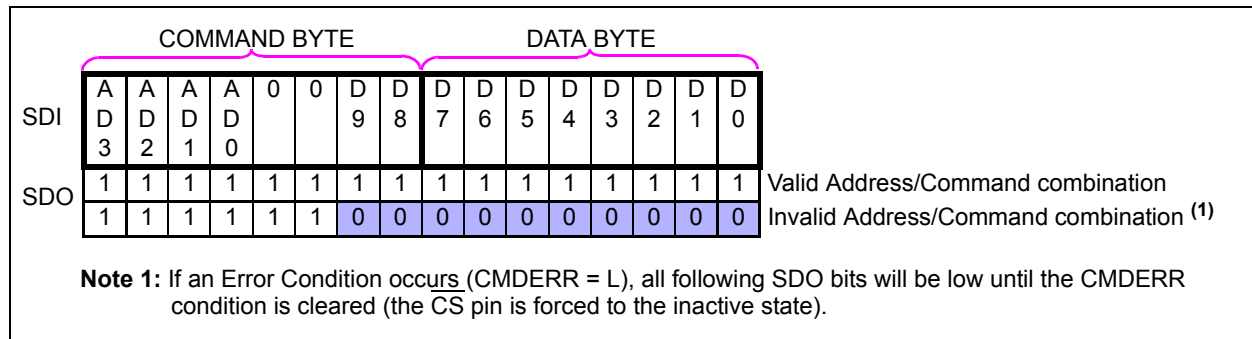 COMMAND BYTE DATA BYTE
SDI
A A A A 0 0 D D D D D D D D D D
D D D D 9 8 7 6 5 4 3 2 1 0
3 2 1 0
SDO
1 1 1 1 1 1 1 1 1 1 1 1 1 1 1 1 Valid Address/Command combination
1 1 1 1 1 1 0 0 0 0 0 0 0 0 0 0 Invalid Address/Command combination (1)
Note 1: If an Error Condition occurs (CMDERR = L), all following SDO bits will be low until the CMDERR
condition is cleared (the CS pin is forced to the inactive state).